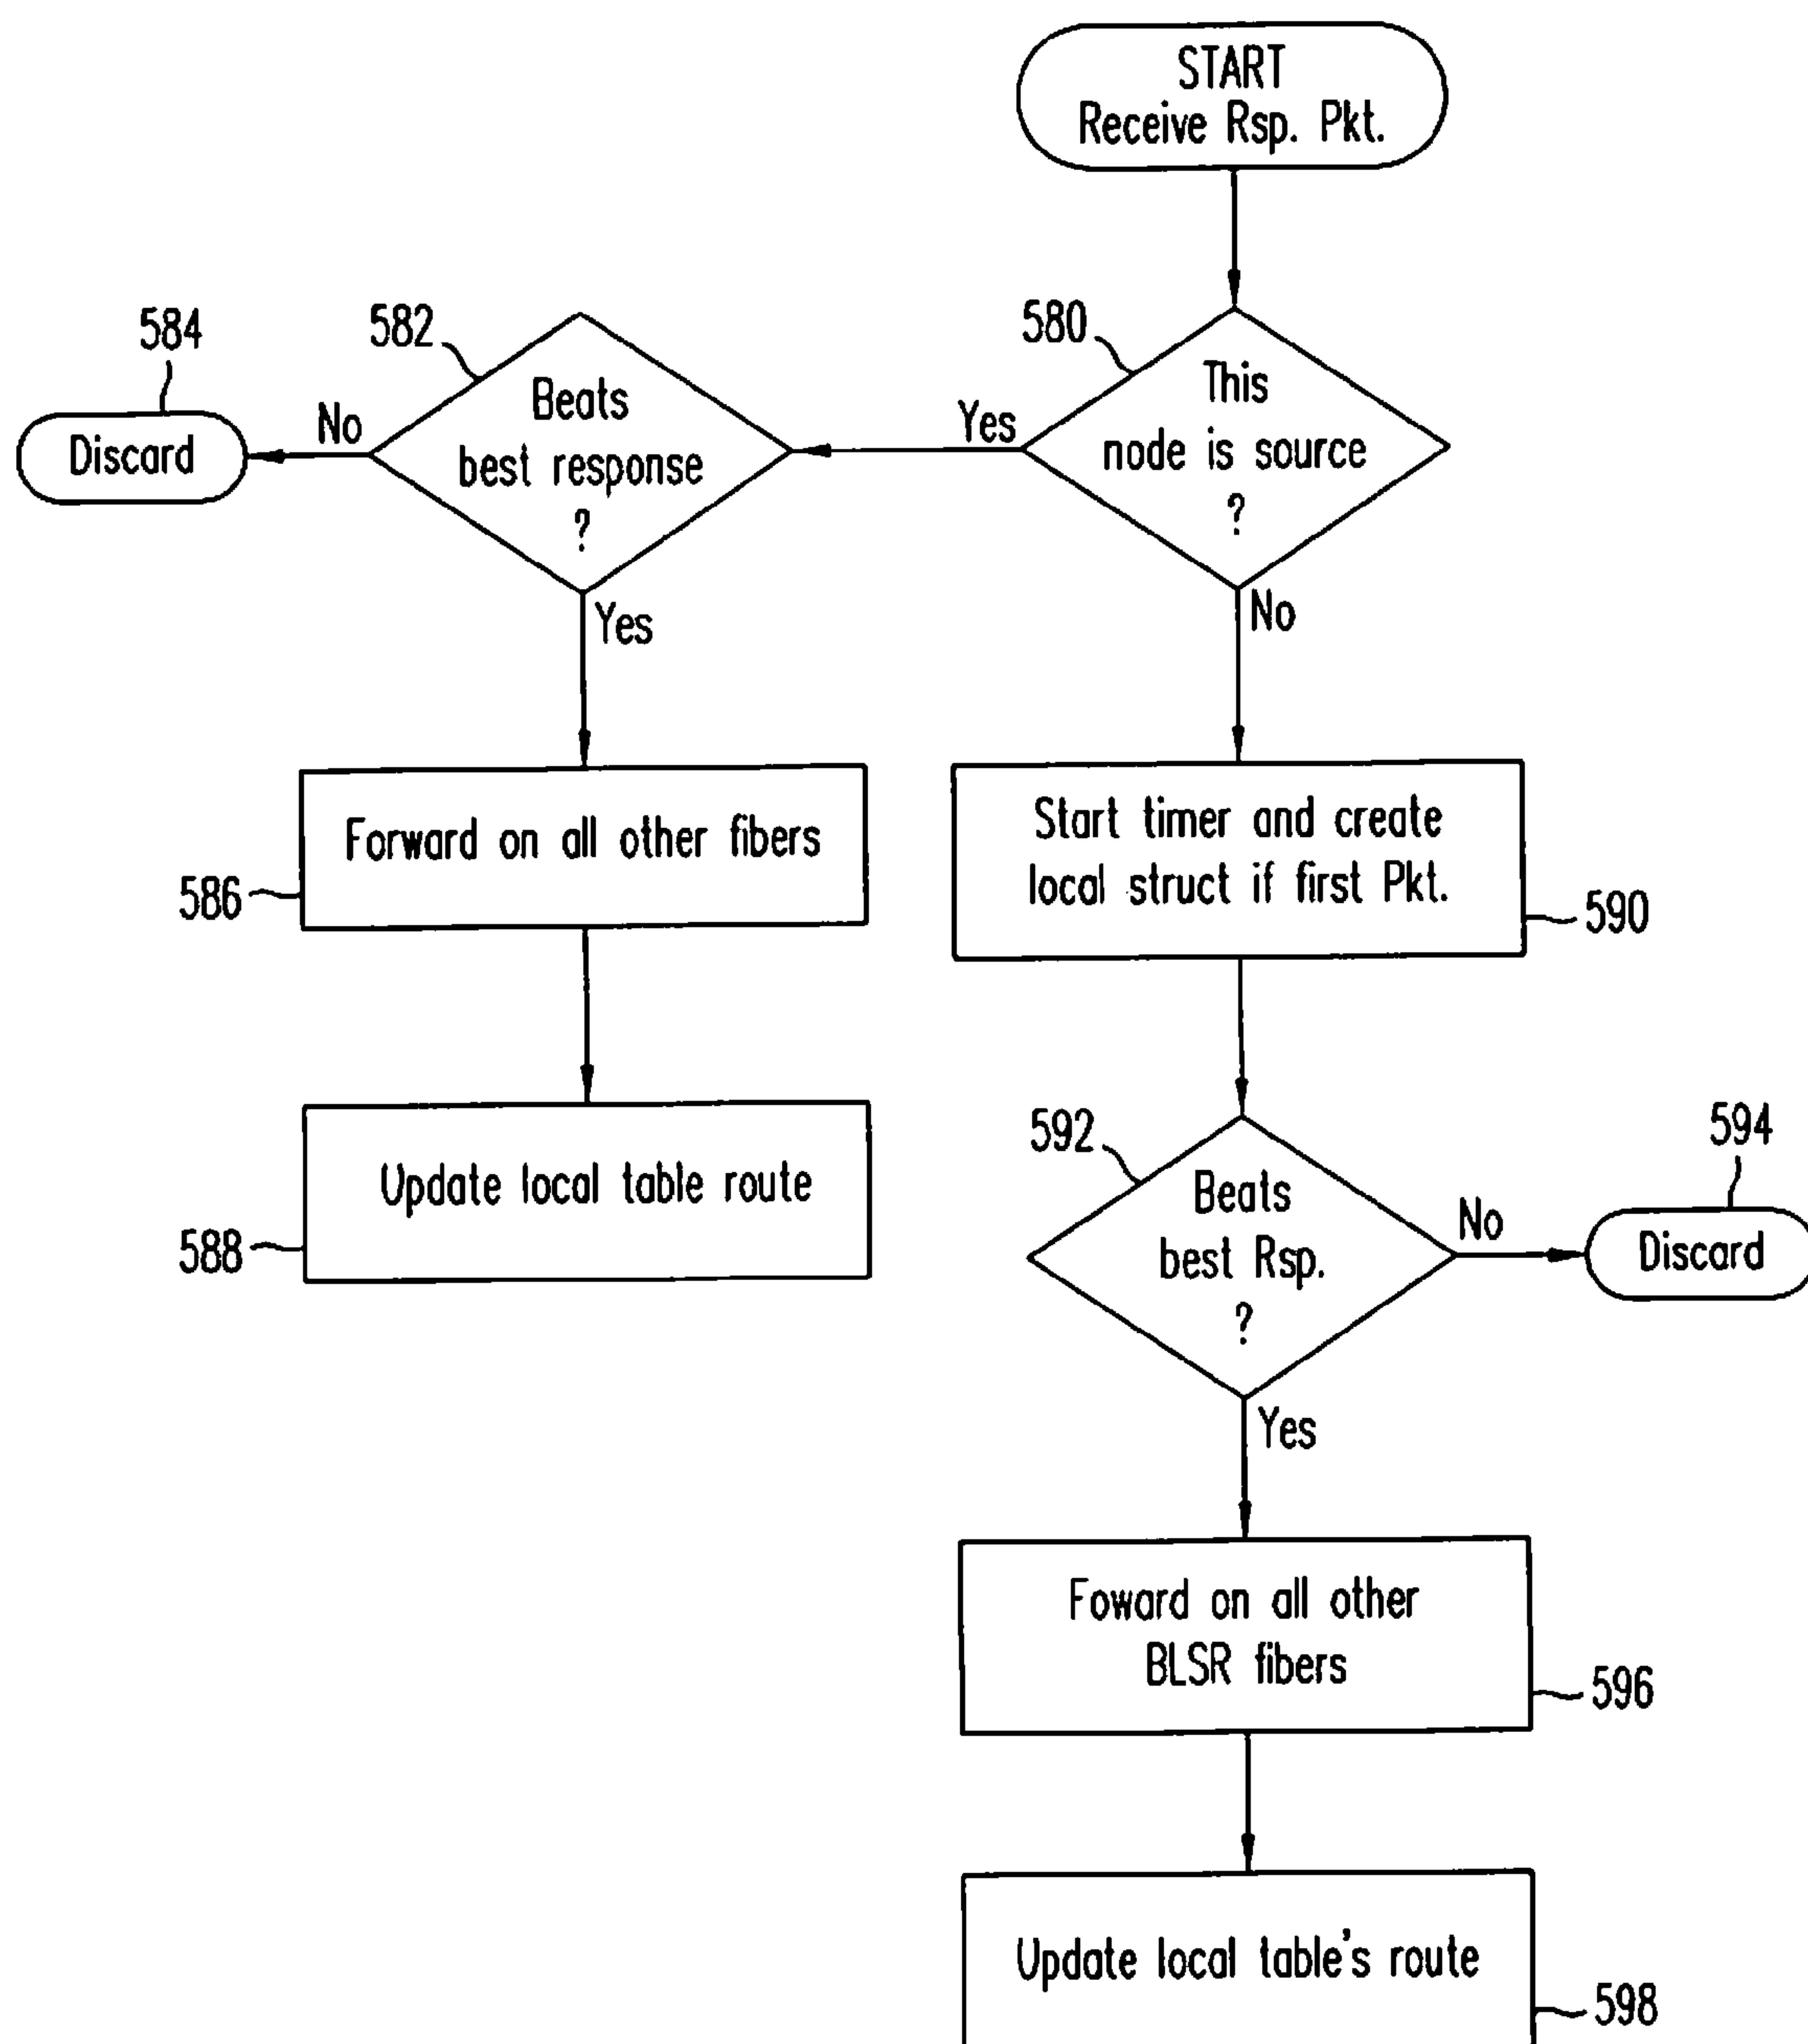 START
Receive Rsp. Pkt.
580
This
node is source
?
Yes
No
582
Beats
best response
?
No
Yes
584
Discard
Forward on all other fibers
586
Update local table route
588
Start timer and create
local struct if first Pkt.
590
592
Beats
best Rsp.
?
No
Yes
594
Discard
Foward on all other
BLSR fibers
596
Update local table's route
598